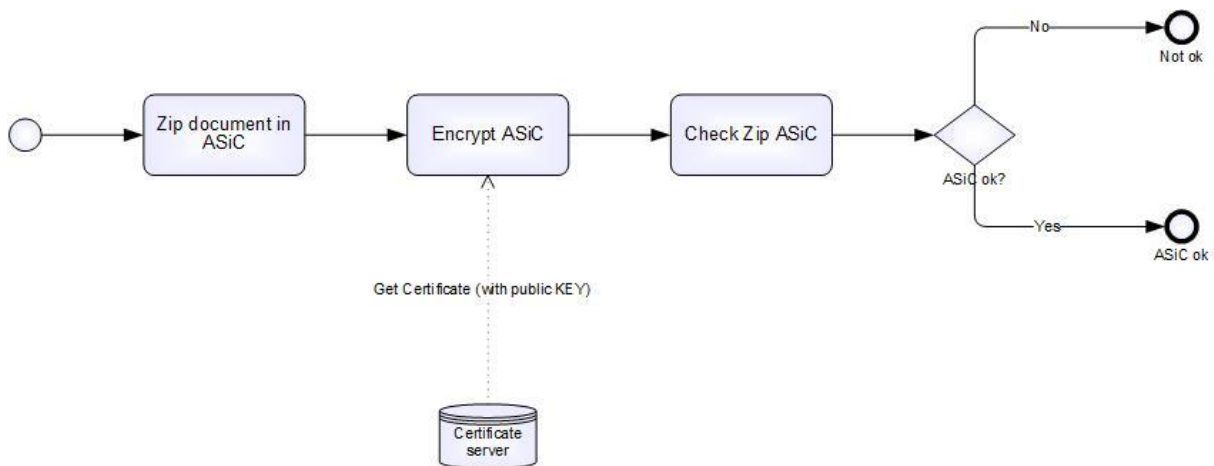 No
Not ok
Zip document in
ASiC
Encrypt ASiC
Check Zip ASiC
ASiC ok?
Yes
ASiC ok
Get Certificate (with public KEY)
Certificate
server